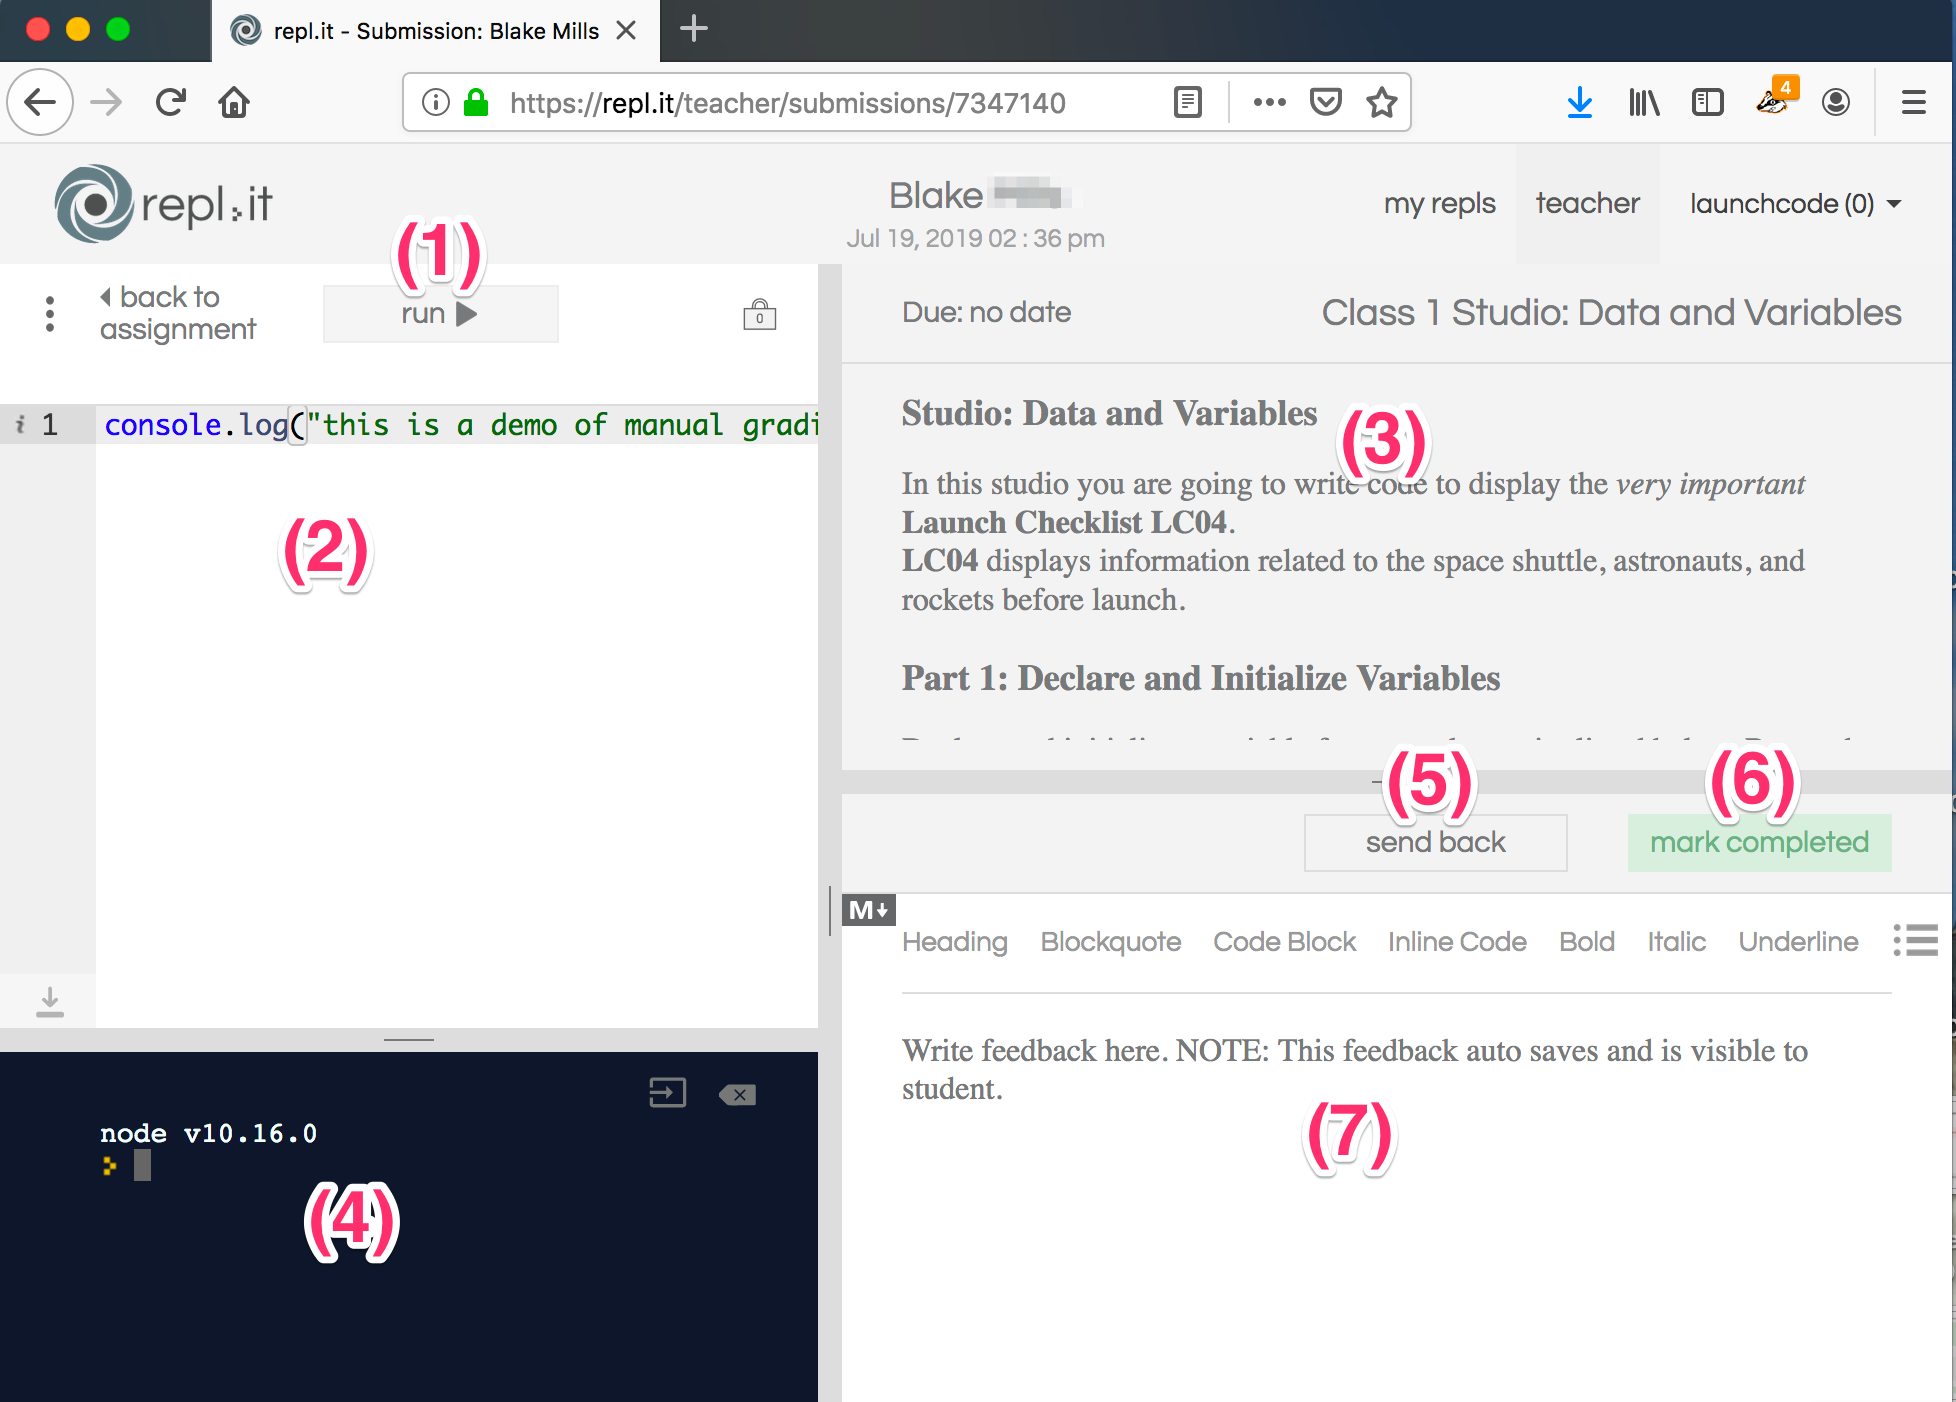 repl.it - Submission: Blake Mills
https://repl.it/teacher/submissions/7347140
4
repl.it
Blake
Jul 19, 2019 02 : 36 pm
my repls
teacher
launchcode (0)
(1)
back to
assignment
run
0
Due: no date
Class 1 Studio: Data and Variables
i 1
console.log("this is a demo of manual gradi
(2)
Studio: Data and Variables
(3)
In this studio you are going to write code to display the very important
Launch Checklist LC04.
LC04 displays information related to the space shuttle, astronauts, and
rockets before launch.
Part 1: Declare and Initialize Variables
(5)
(6)
send back
mark completed
M
Heading Blockquote Code Block Inline Code Bold Italic Underline
Write feedback here. NOTE: This feedback auto saves and is visible to
student.
(7)
node v10.16.0
(4)